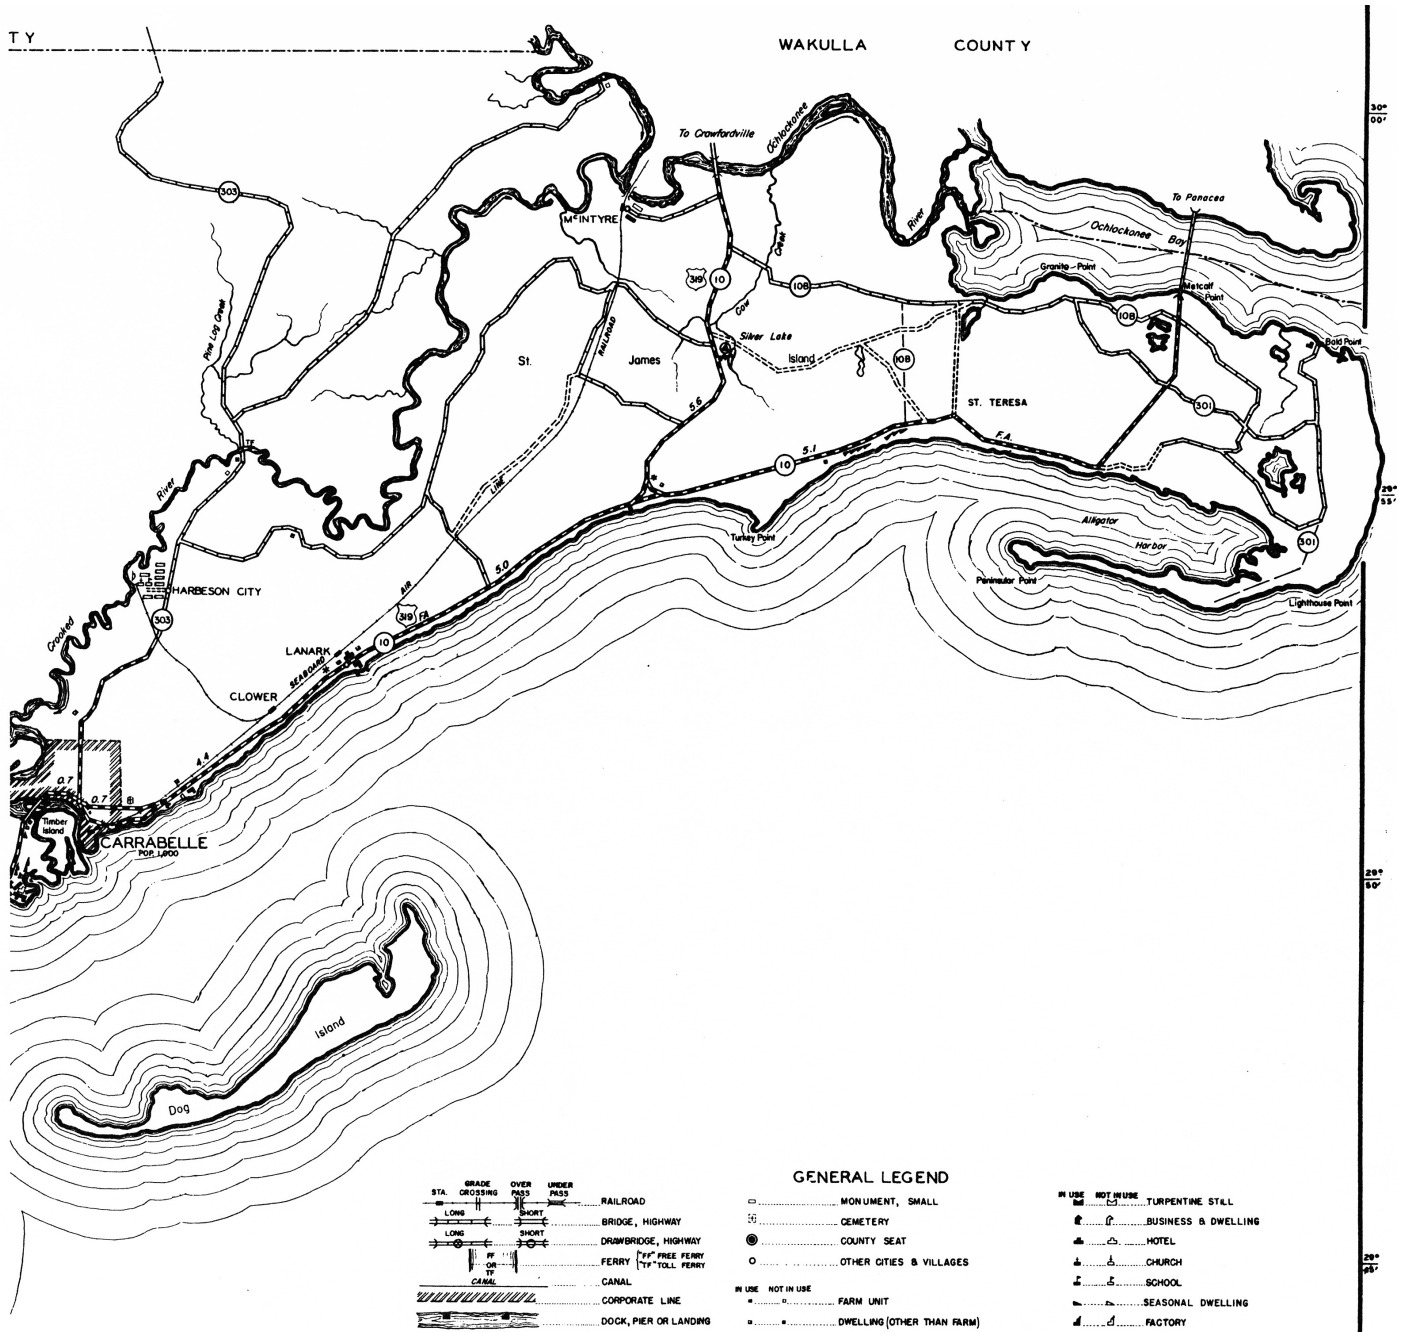 TY
WAKULLA COUNTY
30°
00'
To Crawfordville
Ochlockonee
River
303
McINTYRE
To Panacea
Ochlockonee Bay
Creek
Cow
Granite Point
319
10
10B
Metcalf
Point
10B
Pine Log Creek
RAILROAD
Silver Lake
St.
James
Island
10B
Bald Point
5.6
ST. TERESA
301
F.A.
5.1
10
TF
River
LINE
29°
55'
Turkey Point
Alligator
Harbor
301
Peninsular Point
Lighthouse Point
5.0
AIR
HARBESON CITY
303
Crooked
319
FA
10
LANARK
SEABOARD
CLOWER
4.4
0.7
0.7
Timber
Island
CARRABELLE
POP. 1,000
29°
50'
Island
Dog
GENERAL LEGEND
STA.
GRADE
CROSSING
OVER
PASS
UNDER
PASS
RAILROAD
LONG
SHORT
BRIDGE, HIGHWAY
LONG
SHORT
DRAWBRIDGE, HIGHWAY
FF
OR
TF
FERRY
"FF" FREE FERRY
"TF" TOLL FERRY
CANAL
CANAL
CORPORATE LINE
DOCK, PIER OR LANDING
MONUMENT, SMALL
CEMETERY
COUNTY SEAT
OTHER CITIES & VILLAGES
IN USE NOT IN USE
FARM UNIT
DWELLING (OTHER THAN FARM)
IN USE NOT IN USE
TURPENTINE STILL
BUSINESS & DWELLING
HOTEL
CHURCH
SCHOOL
SEASONAL DWELLING
FACTORY
29°